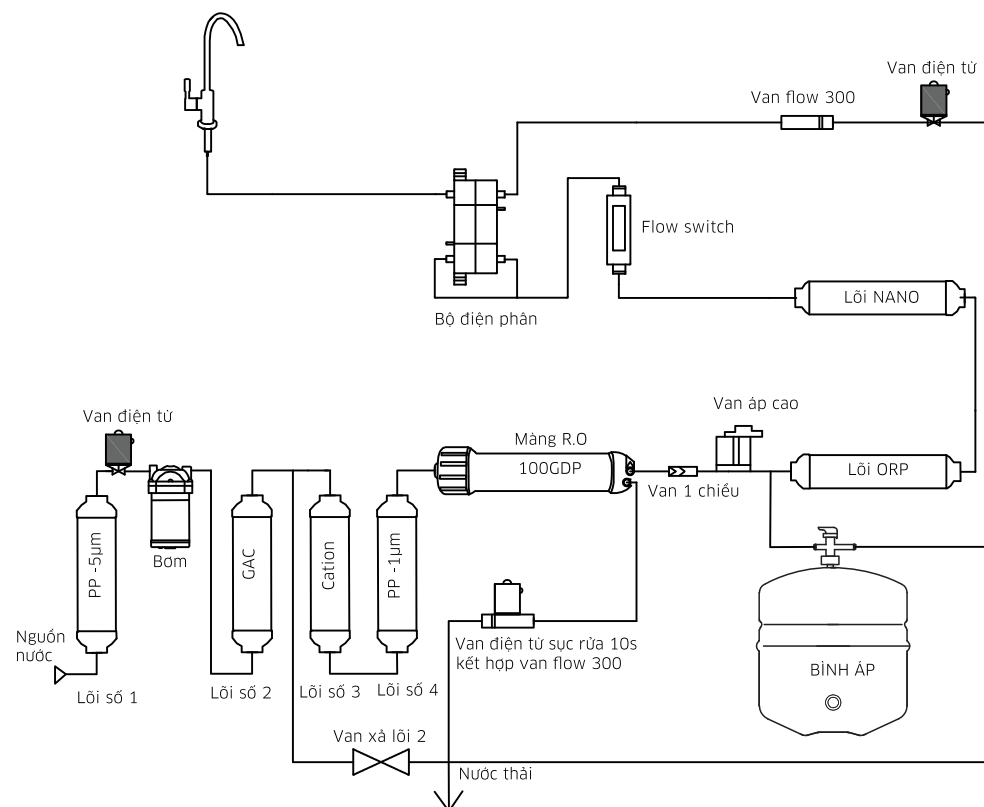 Van điện từ
Van flow 300
Flow switch
Lõi NANO
Bộ điện phân
Van áp cao
Van điện từ
Màng R.O
100GDP
Lõi ORP
Van 1 chiều
PP -5µm
Bơm
GAC
Cation
PP -1µm
Nguồn
nước
Van điện từ sục rửa 10s
kết hợp van flow 300
BÌNH ÁP
Lõi số 1
Lõi số 2
Lõi số 3
Lõi số 4
Van xả lõi 2
Nước thải